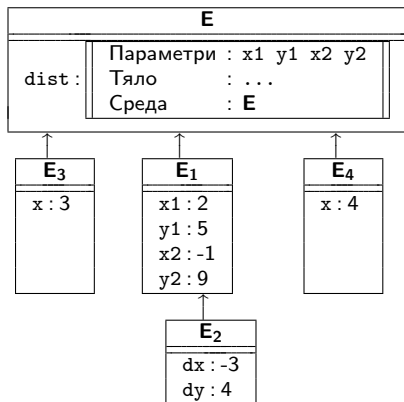 E
Параметри : x1 y1 x2 y2
dist : Тяло : ...
Среда : E
E3
x : 3
E1
x1 : 2
y1 : 5
x2 : -1
y2 : 9
E4
x : 4
E2
dx : -3
dy : 4